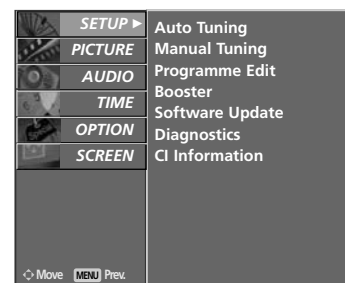 SETUP ►
PICTURE
AUDIO
TIME
OPTION
SCREEN
Auto Tuning
Manual Tuning
Programme Edit
Booster
Software Update
Diagnostics
CI Information
Move MENU Prev.